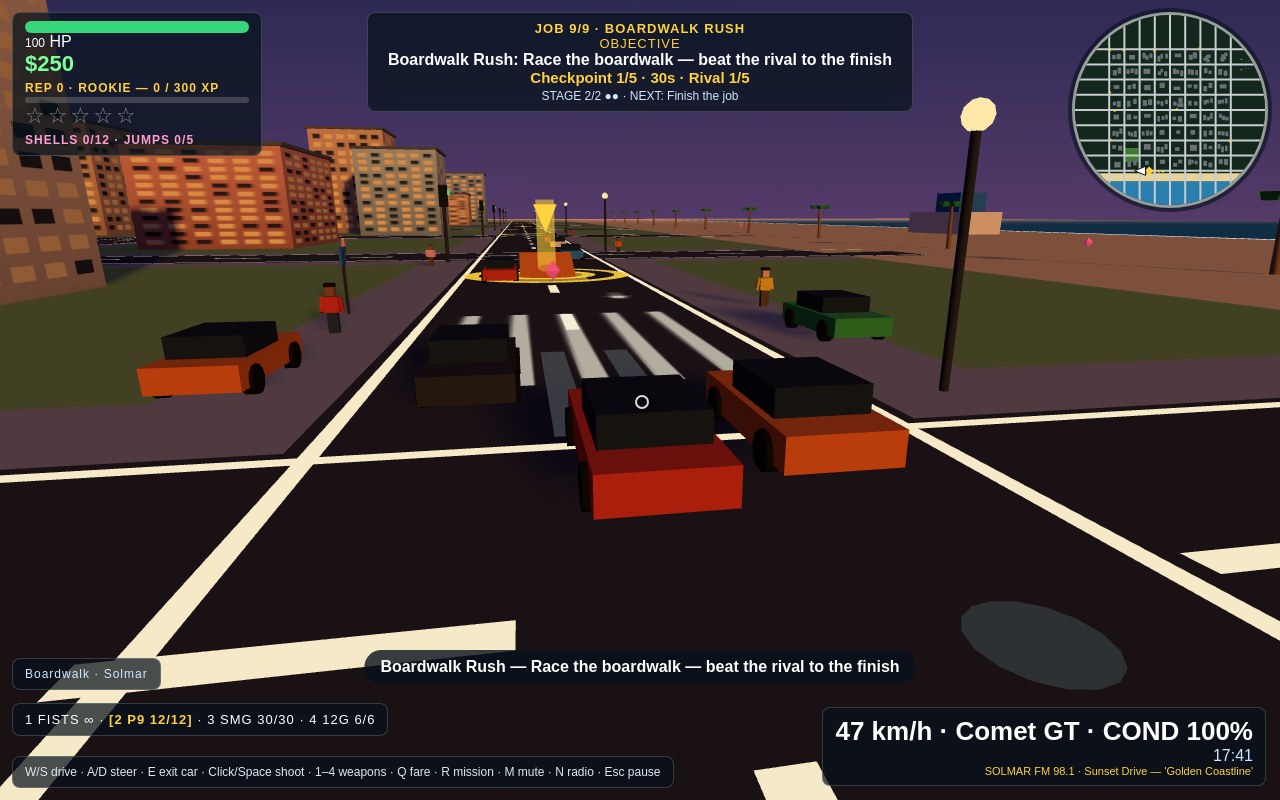 100 HP
$250
REP 0 · ROOKIE — 0 / 300 XP
☆☆☆☆☆
SHELLS 0/12 · JUMPS 0/5
JOB 9/9 · BOARDWALK RUSH
OBJECTIVE
Boardwalk Rush: Race the boardwalk — beat the rival to the finish
Checkpoint 1/5 · 30s · Rival 1/5
STAGE 2/2 ●● · NEXT: Finish the job
Boardwalk · Solmar
Boardwalk Rush — Race the boardwalk — beat the rival to the finish
1 FISTS ∞ · [2 P9 12/12] · 3 SMG 30/30 · 4 12G 6/6
W/S drive · A/D steer · E exit car · Click/Space shoot · 1–4 weapons · Q fare · R mission · M mute · N radio · Esc pause
47 km/h · Comet GT · COND 100%
17:41
SOLMAR FM 98.1 · Sunset Drive — 'Golden Coastline'